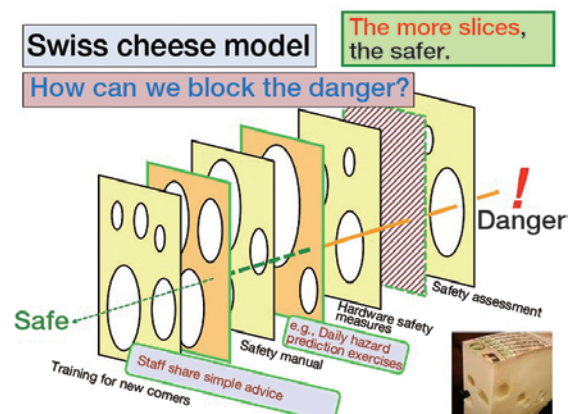 Swiss cheese model
The more slices,
the safer.
How can we block the danger?
!
Danger
Safe
Safety assessment
Hardware safety
measures
e.g., Daily hazard
prediction exercises
Safety manual
Staff share simple advice
Training for new comers